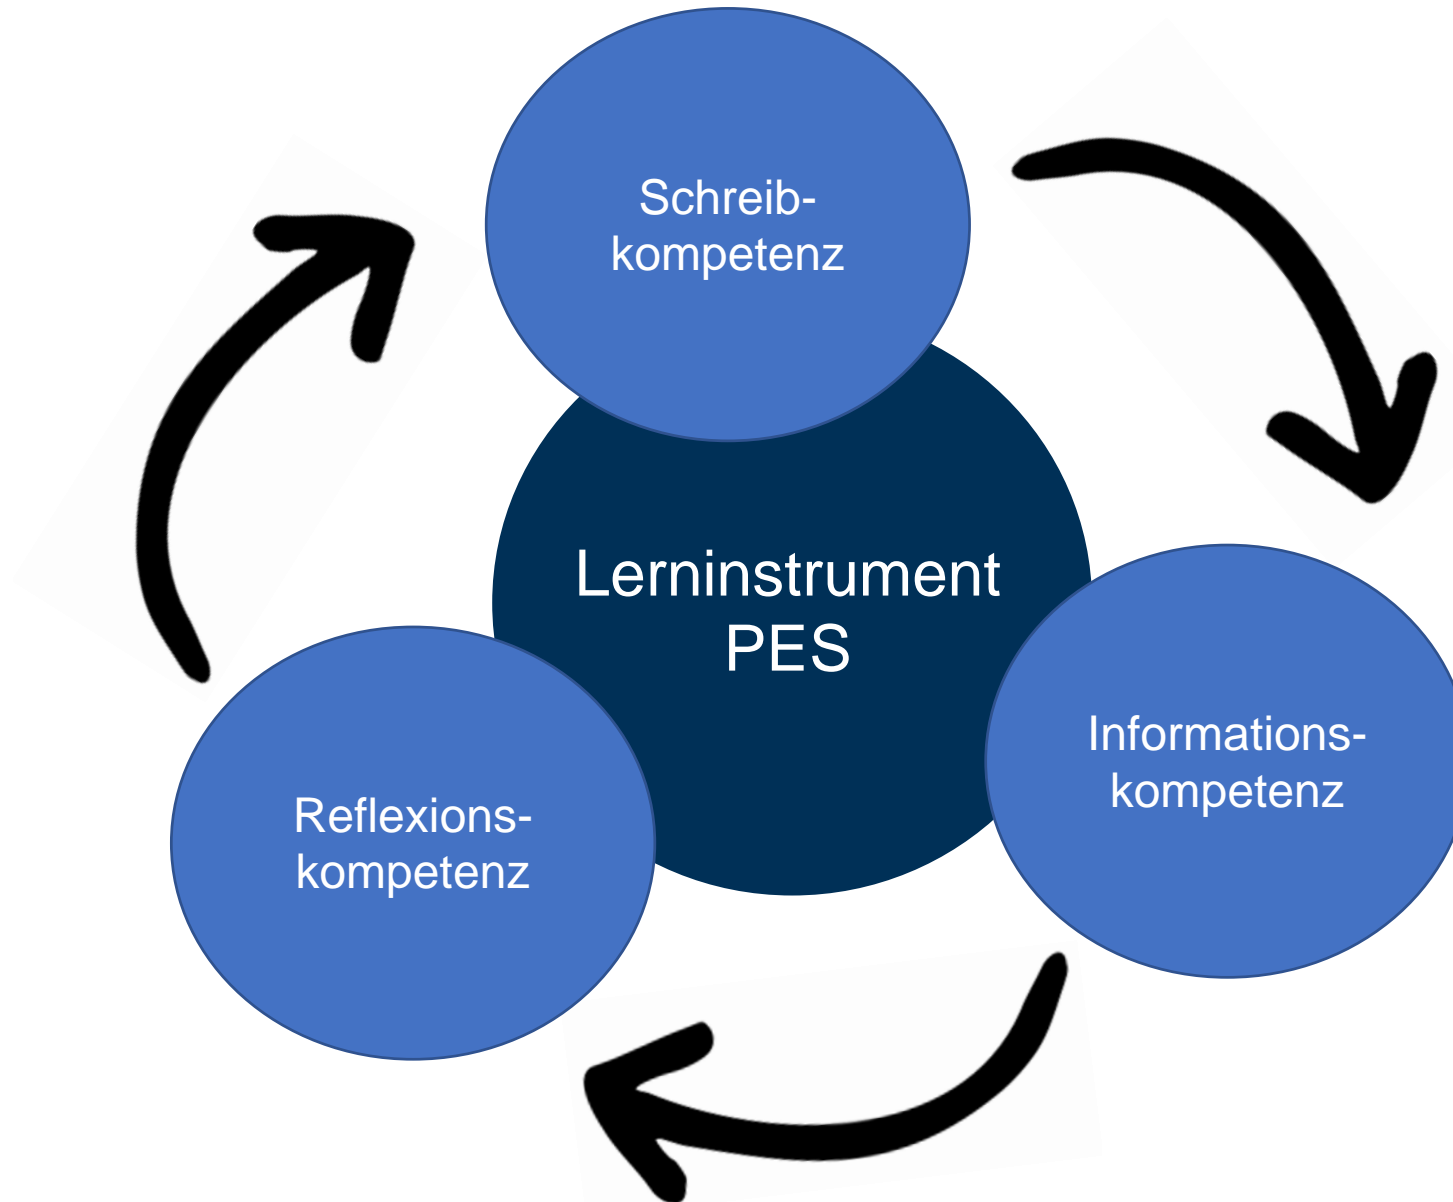 Schreib-
kompetenz
Lerninstrument
PES
Informations-
kompetenz
Reflexions-
kompetenz